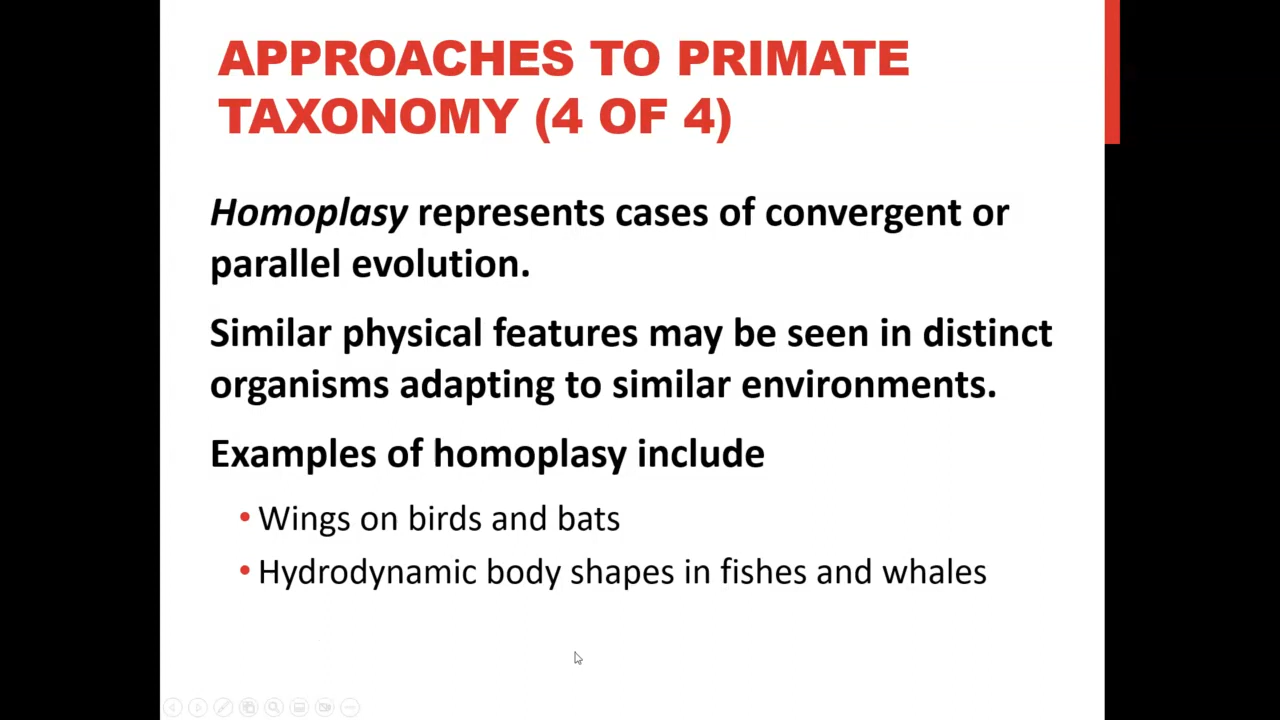 APPROACHES TO PRIMATE
TAXONOMY (4 OF 4)
Homoplasy represents cases of convergent or
parallel evolution.
Similar physical features may be seen in distinct
organisms adapting to similar environments.
Examples of homoplasy include
• Wings on birds and bats
• Hydrodynamic body shapes in fishes and whales